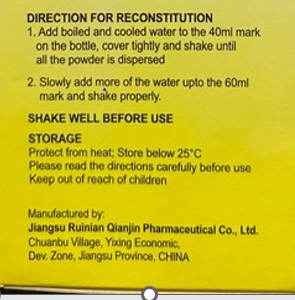 DIRECTION FOR RECONSTITUTION
1. Add boiled and cooled water to the 40ml mark
on the bottle, cover tightly and shake until
all the powder is dispersed
2. Slowly add more of the water upto the 60ml
mark and shake properly.
SHAKE WELL BEFORE USE
STORAGE
Protect from heat; Store below 25°C
Please read the directions carefully before use
Keep out of reach of children
Manufactured by:
Jiangsu Ruinian Qianjin Pharmaceutical Co., Ltd.
Chuanbu Village, Yixing Economic,
Dev. Zone, Jiangsu Province, CHINA